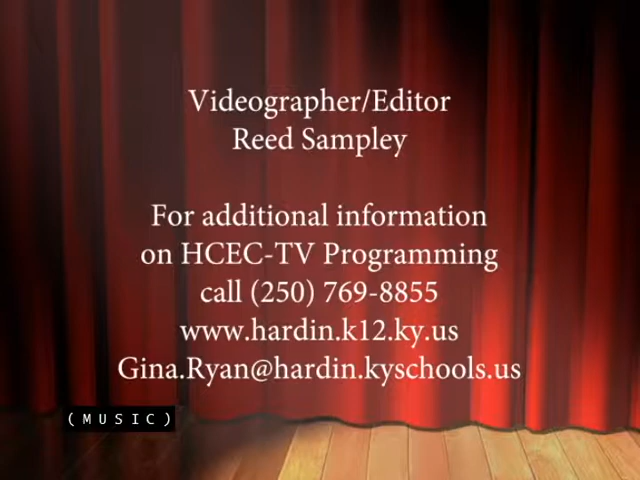 Videographer/Editor
Reed Sampley
For additional information
on HCEC-TV Programming
call (250) 769-8855
www.hardin.k12.ky.us
Gina.Ryan@hardin.kyschools.us
(MUSIC)